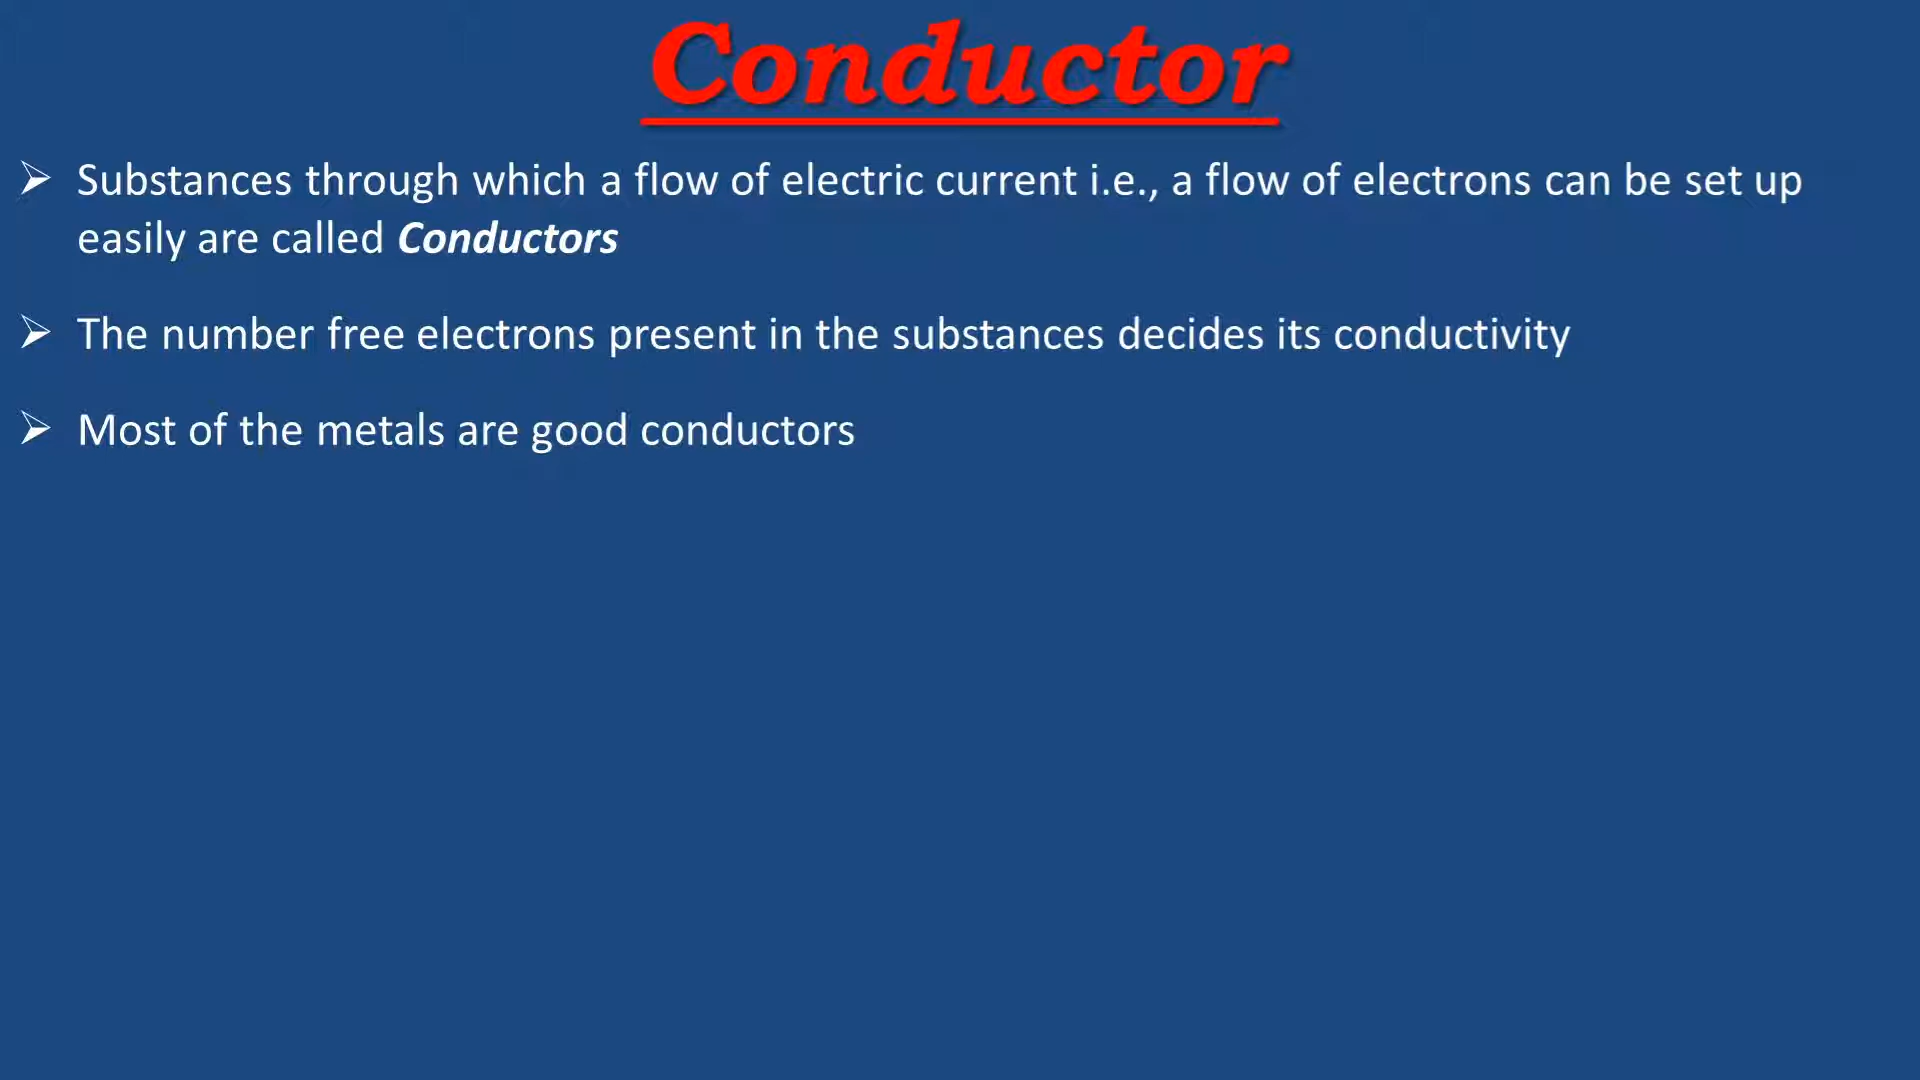 Conductor
➢ Substances through which a flow of electric current i.e., a flow of electrons can be set up
easily are called Conductors
➢ The number free electrons present in the substances decides its conductivity
➢ Most of the metals are good conductors